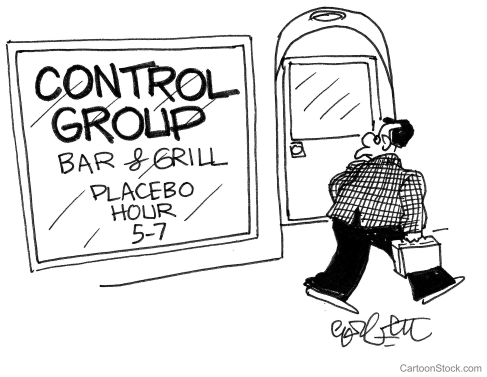 CONTROL
GROUP
BAR & GRILL
PLACEBO
HOUR
5-7
CartoonStock.com